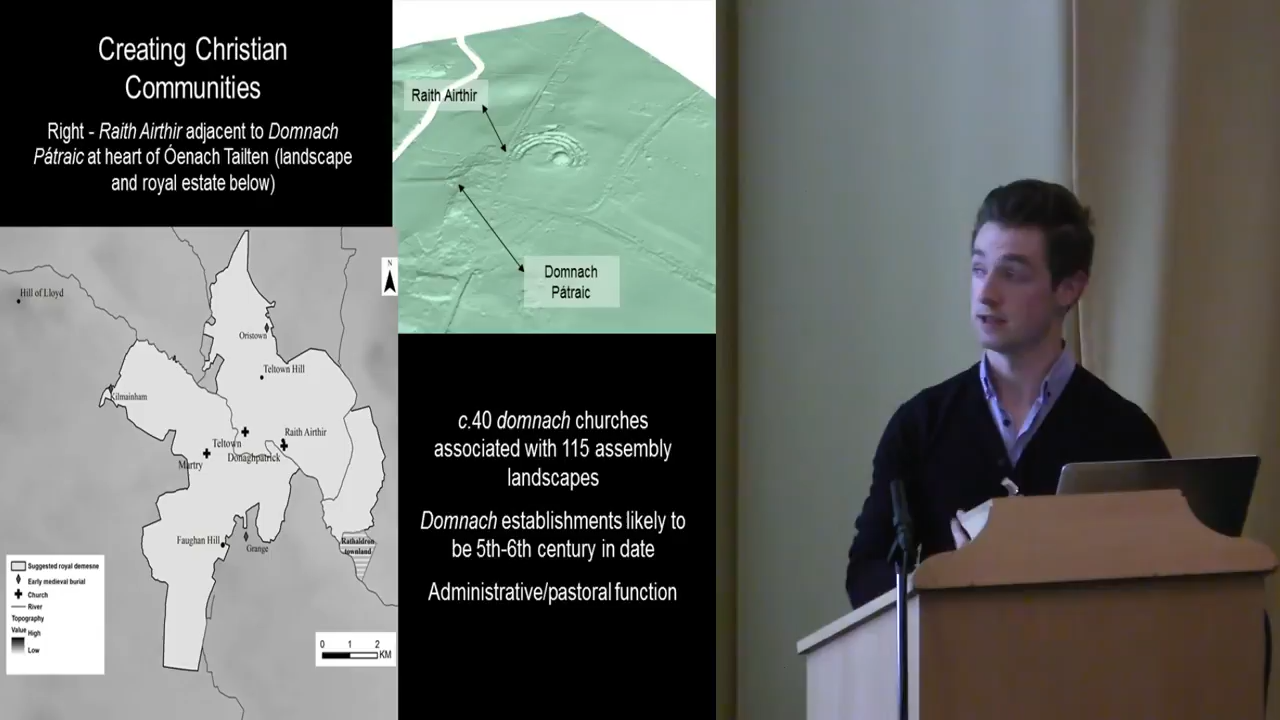 Creating Christian
Communities
Right - Raith Airthir adjacent to Domnach
Pátraic at heart of Óenach Tailten (landscape
and royal estate below)
Raith Airthir
Domnach
Pátraic
Hill of Lloyd
N
Oristown
Teltown Hill
Kilmainham
Teltown
Raith Airthir
Martry
Donaghpatrick
Faughan Hill
Grange
Rathaldron
townland
Suggested royal demesne
Early medieval burial
Church
River
Topography
Value
High
Low
0 1 2
KM
c.40 domnach churches
associated with 115 assembly
landscapes
Domnach establishments likely to
be 5th-6th century in date
Administrative/pastoral function